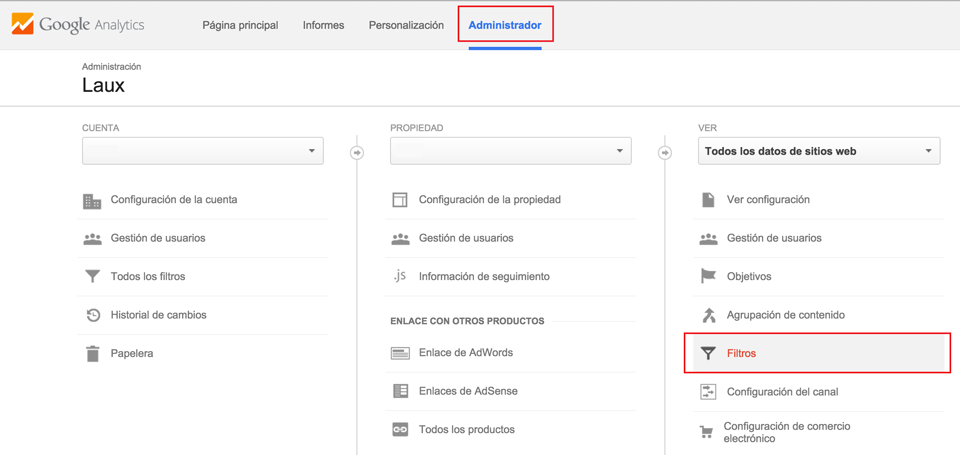 Google Analytics
Página principal Informes Personalización Administrador
Administración
Laux
CUENTA
Configuración de la cuenta
Gestión de usuarios
Todos los filtros
Historial de cambios
Papelera
PROPIEDAD
Configuración de la propiedad
Gestión de usuarios
.js Información de seguimiento
ENLACE CON OTROS PRODUCTOS
Enlace de AdWords
Enlaces de AdSense
Todos los productos
VER
Todos los datos de sitios web
Ver configuración
Gestión de usuarios
Objetivos
Agrupación de contenido
Filtros
Configuración del canal
Configuración de comercio
electrónico